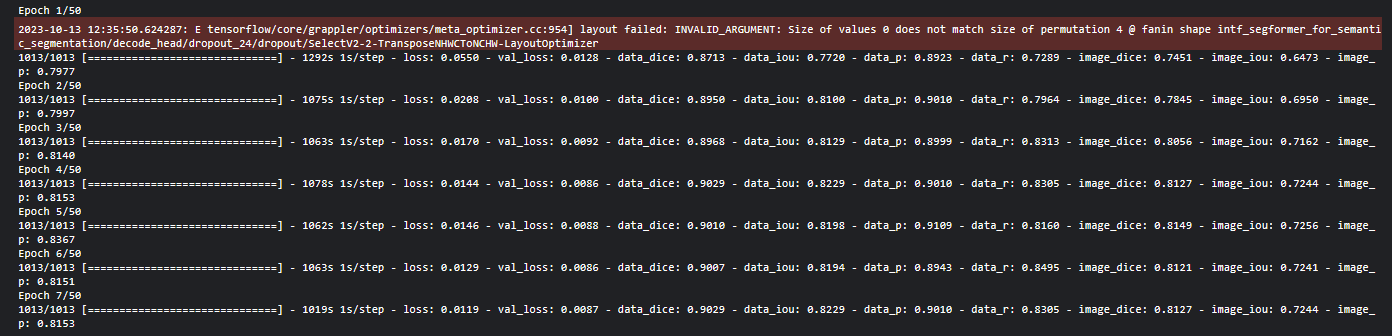 Epoch 1/50
2023-10-13 12:35:50.624287: E tensorflow/core/grappler/optimizers/meta_optimizer.cc:954] layout failed: INVALID_ARGUMENT: Size of values 0 does not match size of permutation 4 @ fanin shape intf_segformer_for_semanti
c_segmentation/decode_head/dropout_24/dropout/SelectV2-2-TransposeNHWCToNCHW-LayoutOptimizer
1013/1013 [==============================] - 1292s 1s/step - loss: 0.0550 - val_loss: 0.0128 - data_dice: 0.8713 - data_iou: 0.7720 - data_p: 0.8923 - data_r: 0.7289 - image_dice: 0.7451 - image_iou: 0.6473 - image_
p: 0.7977
Epoch 2/50
1013/1013 [==============================] - 1075s 1s/step - loss: 0.0208 - val_loss: 0.0100 - data_dice: 0.8950 - data_iou: 0.8100 - data_p: 0.9010 - data_r: 0.7964 - image_dice: 0.7845 - image_iou: 0.6950 - image_
p: 0.7997
Epoch 3/50
1013/1013 [==============================] - 1063s 1s/step - loss: 0.0170 - val_loss: 0.0092 - data_dice: 0.8968 - data_iou: 0.8129 - data_p: 0.8999 - data_r: 0.8313 - image_dice: 0.8056 - image_iou: 0.7162 - image_
p: 0.8140
Epoch 4/50
1013/1013 [==============================] - 1078s 1s/step - loss: 0.0144 - val_loss: 0.0086 - data_dice: 0.9029 - data_iou: 0.8229 - data_p: 0.9010 - data_r: 0.8305 - image_dice: 0.8127 - image_iou: 0.7244 - image_
p: 0.8153
Epoch 5/50
1013/1013 [==============================] - 1062s 1s/step - loss: 0.0146 - val_loss: 0.0088 - data_dice: 0.9010 - data_iou: 0.8198 - data_p: 0.9109 - data_r: 0.8160 - image_dice: 0.8149 - image_iou: 0.7256 - image_
p: 0.8367
Epoch 6/50
1013/1013 [==============================] - 1063s 1s/step - loss: 0.0129 - val_loss: 0.0086 - data_dice: 0.9007 - data_iou: 0.8194 - data_p: 0.8943 - data_r: 0.8495 - image_dice: 0.8121 - image_iou: 0.7241 - image_
p: 0.8151
Epoch 7/50
1013/1013 [==============================] - 1019s 1s/step - loss: 0.0119 - val_loss: 0.0087 - data_dice: 0.9029 - data_iou: 0.8229 - data_p: 0.9010 - data_r: 0.8305 - image_dice: 0.8127 - image_iou: 0.7244 - image_
p: 0.8153